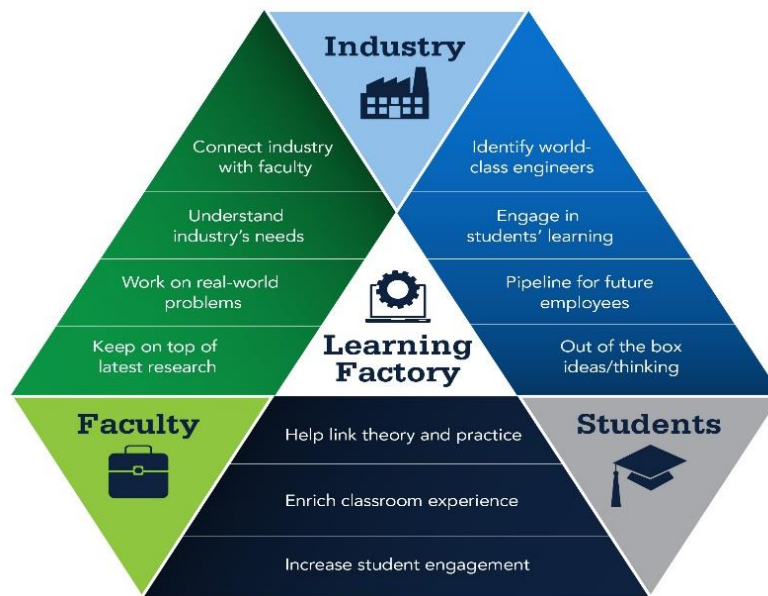 Industry
Connect industry
with faculty
Understand
industry's needs
Work on real-world
problems
Keep on top of
latest research
Identify world-
class engineers
Engage in
students' learning
Pipeline for future
employees
Out of the box
ideas/thinking
Learning
Factory
Faculty
Help link theory and practice
Enrich classroom experience
Increase student engagement
Students